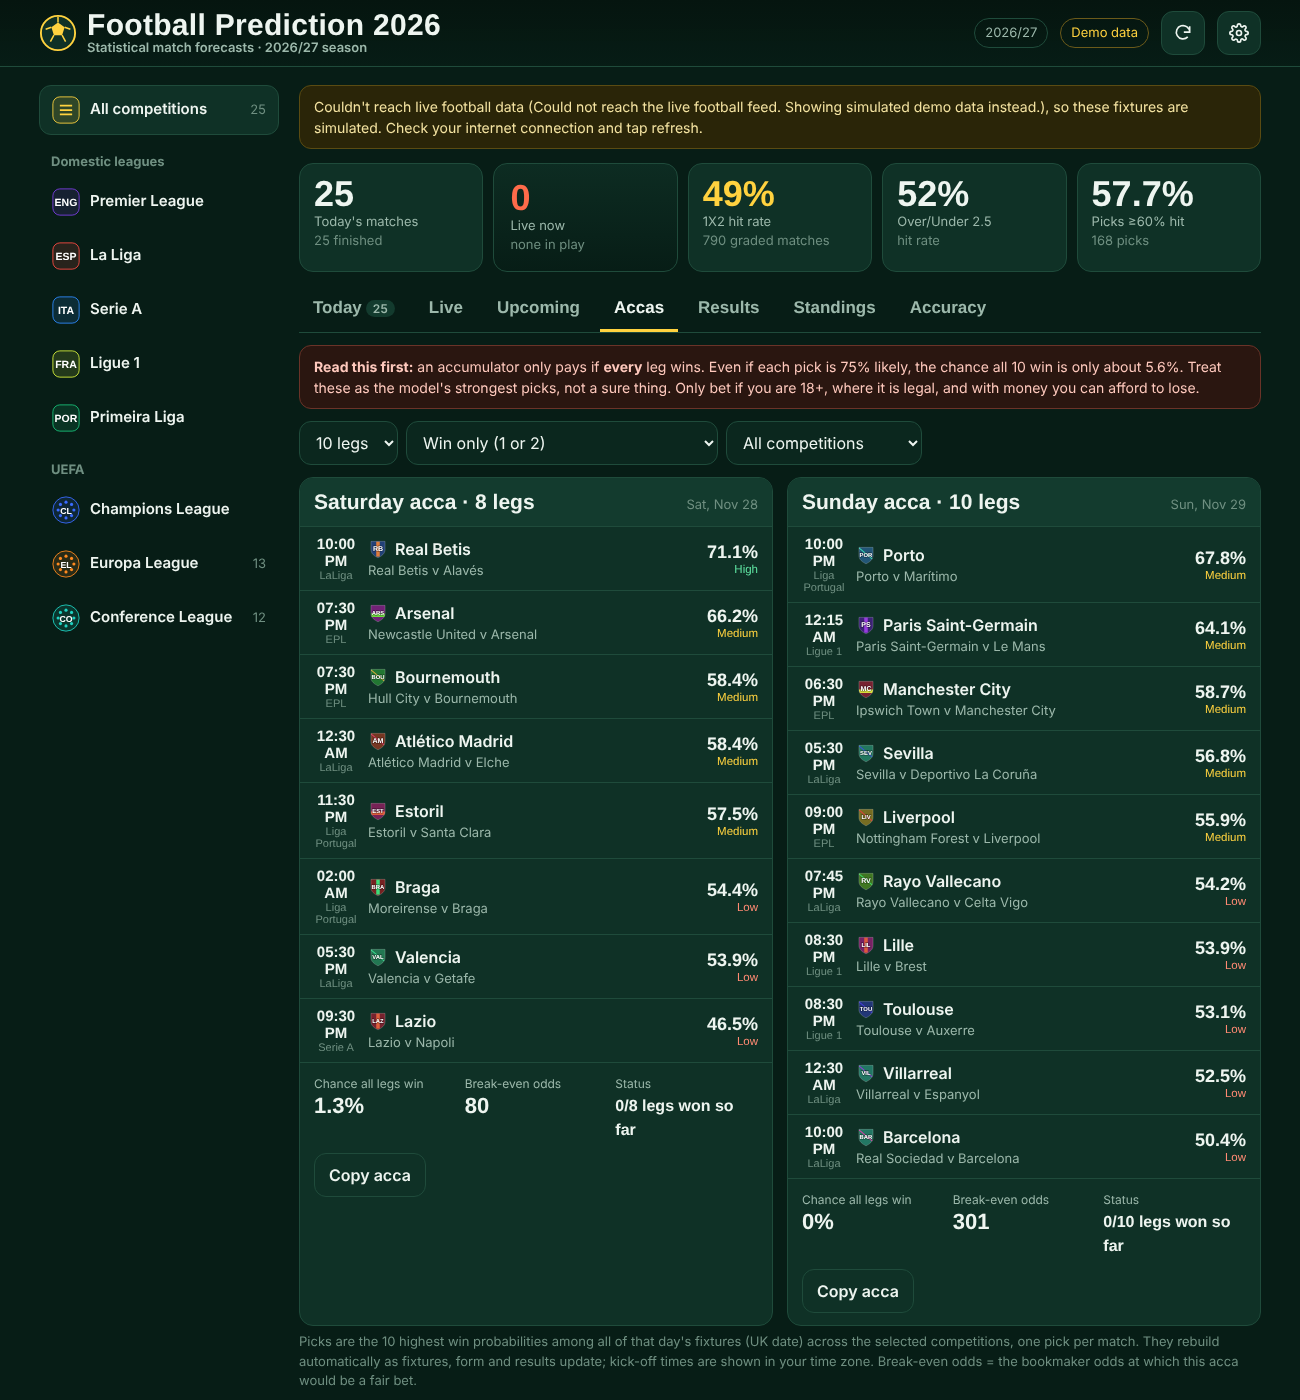 Football Prediction 2026
Statistical match forecasts · 2026/27 season
2026/27
Demo data
All competitions 25
Domestic leagues
ENG Premier League
ESP La Liga
ITA Serie A
FRA Ligue 1
POR Primeira Liga
UEFA
CL Champions League
EL Europa League 13
CO Conference League 12
Couldn't reach live football data (Could not reach the live football feed. Showing simulated demo data instead.), so these fixtures are
simulated. Check your internet connection and tap refresh.
25
Today's matches
25 finished
0
Live now
none in play
49%
1X2 hit rate
790 graded matches
52%
Over/Under 2.5
hit rate
57.7%
Picks ≥60% hit
168 picks
Today 25 Live Upcoming Accas Results Standings Accuracy
Read this first: an accumulator only pays if every leg wins. Even if each pick is 75% likely, the chance all 10 win is only about 5.6%. Treat
these as the model's strongest picks, not a sure thing. Only bet if you are 18+, where it is legal, and with money you can afford to lose.
10 legs
Win only (1 or 2)
All competitions
Saturday acca · 8 legs Sat, Nov 28
10:00 PM
LaLiga
RB Real Betis
Real Betis v Alavés
71.1%
High
07:30 PM
EPL
ARS Arsenal
Newcastle United v Arsenal
66.2%
Medium
07:30 PM
EPL
BOU Bournemouth
Hull City v Bournemouth
58.4%
Medium
12:30 AM
LaLiga
AM Atlético Madrid
Atlético Madrid v Elche
58.4%
Medium
11:30 PM
Liga Portugal
EST Estoril
Estoril v Santa Clara
57.5%
Medium
02:00 AM
Liga Portugal
BRA Braga
Moreirense v Braga
54.4%
Low
05:30 PM
LaLiga
VAL Valencia
Valencia v Getafe
53.9%
Low
09:30 PM
Serie A
LAZ Lazio
Lazio v Napoli
46.5%
Low
Chance all legs win
1.3%
Break-even odds
80
Status
0/8 legs won so
far
Copy acca
Sunday acca · 10 legs Sun, Nov 29
10:00 PM
Liga Portugal
POR Porto
Porto v Marítimo
67.8%
Medium
12:15 AM
Ligue 1
PS Paris Saint-Germain
Paris Saint-Germain v Le Mans
64.1%
Medium
06:30 PM
EPL
MC Manchester City
Ipswich Town v Manchester City
58.7%
Medium
05:30 PM
LaLiga
SEV Sevilla
Sevilla v Deportivo La Coruña
56.8%
Medium
09:00 PM
EPL
LIV Liverpool
Nottingham Forest v Liverpool
55.9%
Medium
07:45 PM
LaLiga
RV Rayo Vallecano
Rayo Vallecano v Celta Vigo
54.2%
Low
08:30 PM
Ligue 1
LIL Lille
Lille v Brest
53.9%
Low
08:30 PM
Ligue 1
TOU Toulouse
Toulouse v Auxerre
53.1%
Low
12:30 AM
LaLiga
VIL Villarreal
Villarreal v Espanyol
52.5%
Low
10:00 PM
LaLiga
BAR Barcelona
Real Sociedad v Barcelona
50.4%
Low
Chance all legs win
0%
Break-even odds
301
Status
0/10 legs won so
far
Copy acca
Picks are the 10 highest win probabilities among all of that day's fixtures (UK date) across the selected competitions, one pick per match. They rebuild
automatically as fixtures, form and results update; kick-off times are shown in your time zone. Break-even odds = the bookmaker odds at which this acca
would be a fair bet.